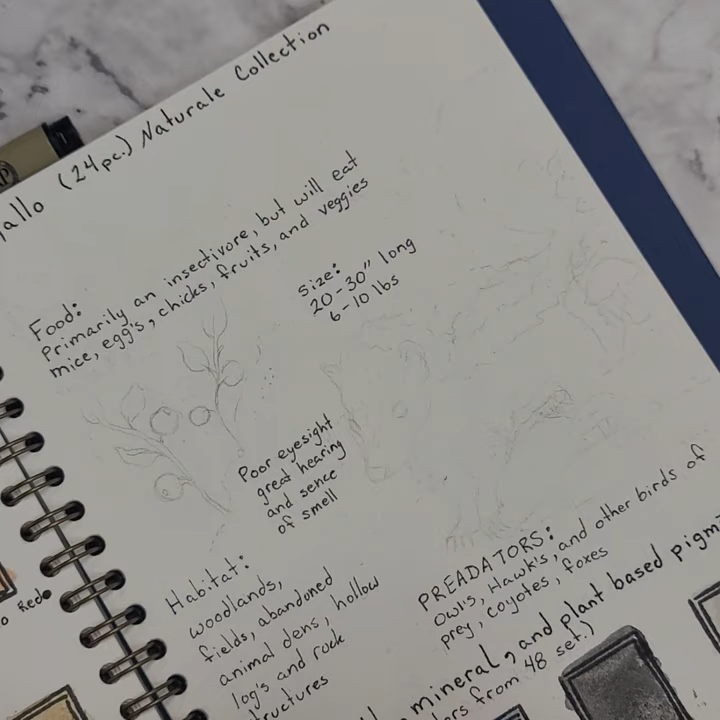 allo (24pc.) Naturale Collection
Food:
Primarily an insectivore, but will eat
mice, egg's, chicks, fruits, and veggies
Size:
20-30" long
6-10 lbs
Poor eyesight
great hearing
and sence
of smell
Habitat:
woodlands,
fields, abandoned
animal dens, hollow
log's and rock
tructures
PREADATORS:
owl's, Hawk's, and other birds of
prey, coyotes, foxes
mineral, and plant based pigm
ors from 48 set.)
o Red